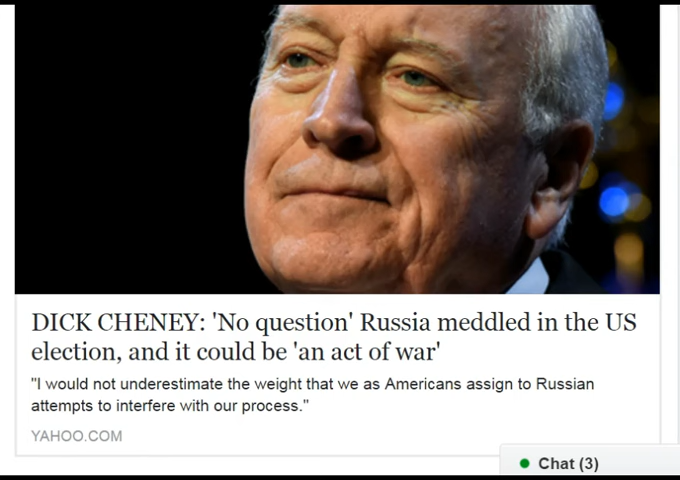 DICK CHENEY: 'No question' Russia meddled in the US
election, and it could be 'an act of war'
"I would not underestimate the weight that we as Americans assign to Russian
attempts to interfere with our process."
YAHOO.COM
Chat (3)